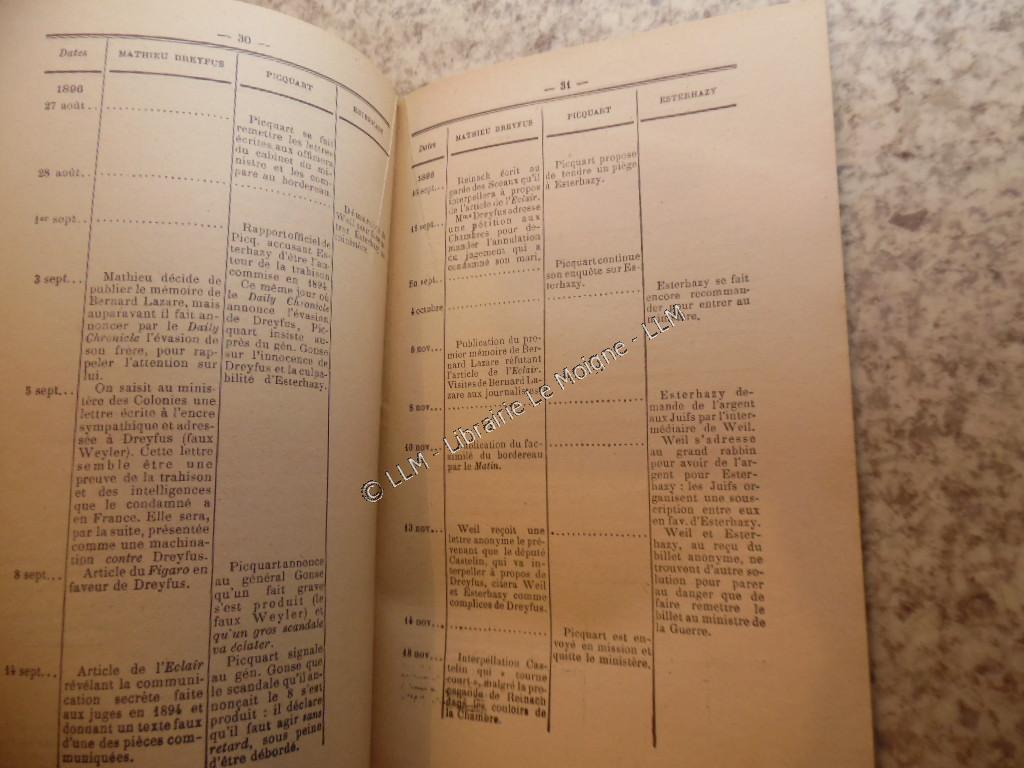 — 30 —
Dates
MATHIEU DREYFUS
PICQUART
ESTERHAZY
1896
27 août..
Picquart se fait
remettre les lettres
écrites aux officiers
du cabinet du mi-
nistre et les com-
pare au bordereau.
28 août..
1er sept..
Rapport officiel de
Picq. accusant Es-
terhazy d'être l'au-
teur de la trahison
commise en 1894.
3 sept...
Mathieu décide de
publier le mémoire de
Bernard Lazare, mais
auparavant il fait an-
noncer par le Daily
Chronicle l'évasion de
son frère, pour rap-
peler l'attention sur
lui.
Ce même jour où
le Daily Chronicle
annonce l'évasion
de Dreyfus, Pic-
quart insiste au-
près du gén. Gonse
sur l'innocence de
Dreyfus et la culpa-
bilité d'Esterhazy.
5 sept...
On saisit au minis-
tère des Colonies une
lettre écrite à l'encre
sympathique et adres-
sée à Dreyfus (faux
Weyler). Cette lettre
semble être une
preuve de la trahison
et des intelligences
que le condamné a
en France. Elle sera,
par la suite, présentée
comme une machina-
tion contre Dreyfus.
8 sept...
Article du Figaro en
faveur de Dreyfus.
Picquart annonce
au général Gonse
qu'un fait grave
s'est produit (le
faux Weyler) et
qu'un gros scandale
va éclater.
14 sept...
Article de l'Eclair
révélant la communi-
cation secrète faite
aux juges en 1894 et
donnant un texte faux
d'une des pièces com-
muniquées.
Picquart signale
au gén. Gonse que
le scandale qu'il an-
nonçait le 8 s'est
produit : il déclare
qu'il faut agir sans
retard, sous peine
d'être débordé.
— 31 —
Dates
MATHIEU DREYFUS
PICQUART
ESTERHAZY
1896
sept...
Reinach écrit au
garde des Sceaux qu'il
interpellera à propos
de l'article de l'Eclair.
Picquart propose
de tendre un piège
à Esterhazy.
18 sept...
Mme Dreyfus adresse
une pétition aux
Chambres pour de-
mander l'annulation
du jugement qui a
condamné son mari.
20 sept...
Picquart continue
son enquête sur Es-
terhazy.
4 octobre
Esterhazy se fait
encore recomman-
der pour entrer au
ministère.
6 nov...
Publication du pre-
mier mémoire de Ber-
nard Lazare réfutant
l'article de l'Eclair.
Visites de Bernard La-
zare aux journalistes.
8 nov...
Esterhazy de-
mande de l'argent
aux Juifs par l'inter-
médiaire de Weil.
Weil s'adresse
au grand rabbin
pour avoir de l'ar-
gent pour Ester-
hazy : les Juifs or-
ganisent une sous-
cription entre eux
en fav. d'Esterhazy.
10 nov...
Publication du fac-
similé du bordereau
par le Matin.
13 nov...
Weil reçoit une
lettre anonyme le pré-
venant que le député
Castelin, qui va in-
terpeller à propos de
Dreyfus, citera Weil
et Esterhazy comme
complices de Dreyfus.
Weil et Ester-
hazy, au reçu du
billet anonyme, ne
trouvent d'autre so-
lution pour parer
au danger que de
faire remettre le
billet au ministre de
la Guerre.
14 nov...
Picquart est en-
voyé en mission et
quitte le ministère.
18 nov...
Interpellation Cas-
telin qui « tourne
court », malgré la pro-
pagande de Reinach
dans les couloirs de
la Chambre.
© LLM - Librairie Le Moigne - LLM